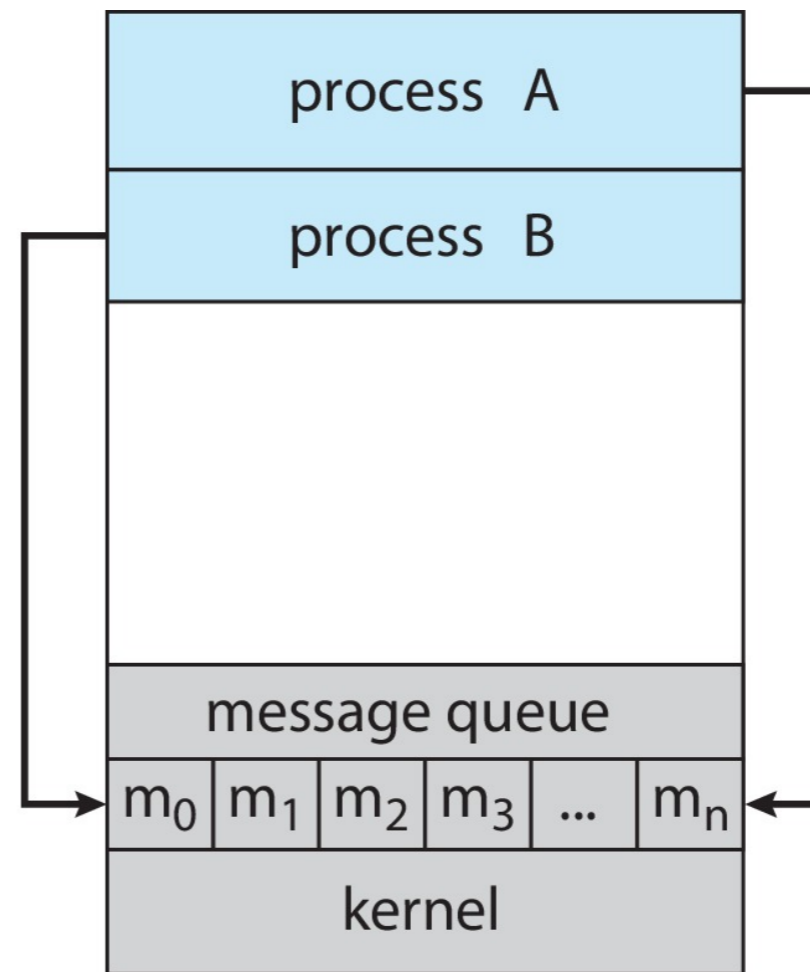 process A
process B
message queue
m₀ m₁ m₂ m₃ ... mₙ
kernel